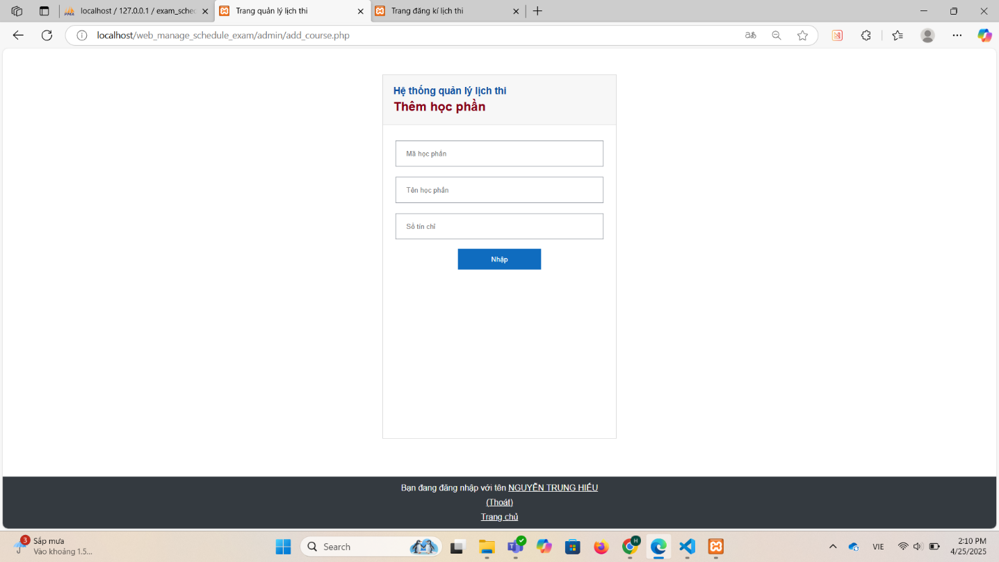 localhost / 127.0.0.1 / exam_sched
Trang quản lý lịch thi
Trang đăng kí lịch thi
localhost/web_manage_schedule_exam/admin/add_course.php
Hệ thống quản lý lịch thi
Thêm học phần
Mã học phần
Tên học phần
Số tín chỉ
Nhập
Bạn đang đăng nhập với tên NGUYỄN TRUNG HIẾU
(Thoát)
Trang chủ
3
Sắp mưa
Vào khoảng 1.5...
Search
H
VIE
2:10 PM
4/25/2025